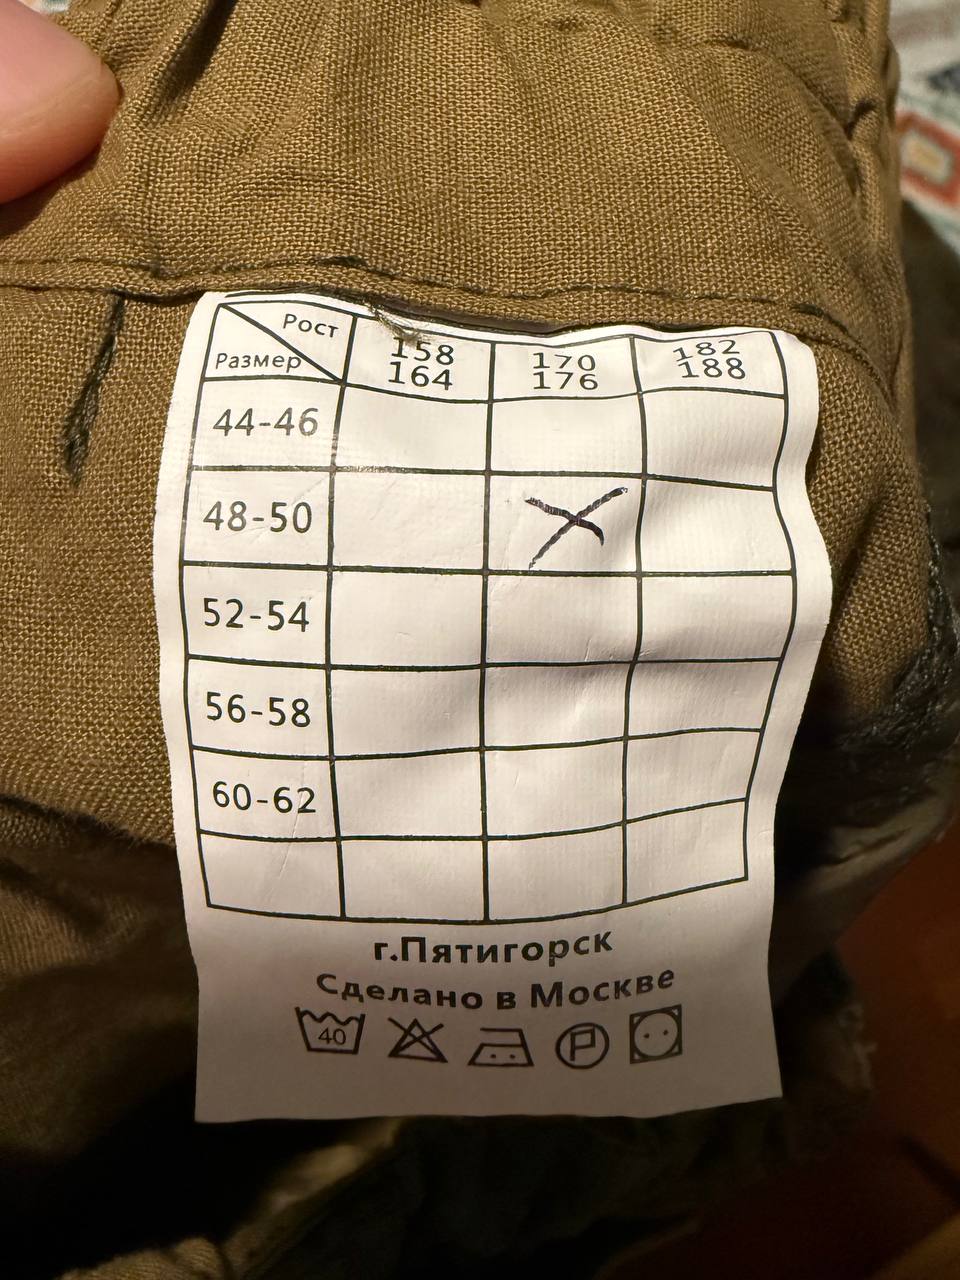 Рост
Размер
158 170 182
164 176 188
44-46
48-50
52-54
56-58
60-62
г.Пятигорск
Сделано в Москве
40 P